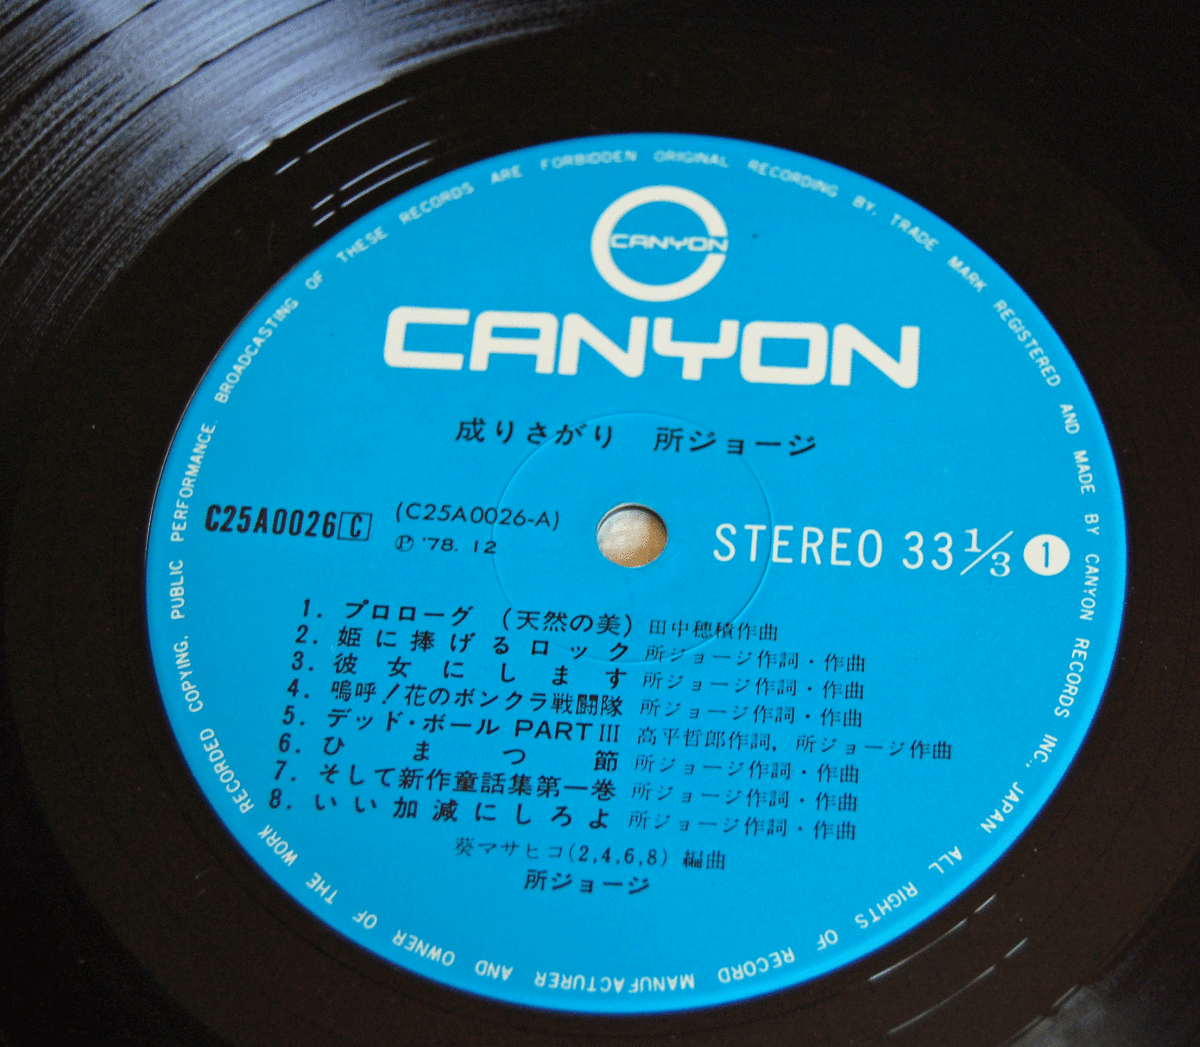 CANYON
CANYON
成りさがり 所ジョージ
C25A0026 C (C25A0026-A)
Ⓟ '78. 12
STEREO 33 1/3 1
1. プロローグ (天然の美) 田中穂積作曲
2. 姫に捧げるロック 所ジョージ作詞・作曲
3. 彼女にします 所ジョージ作詞・作曲
4. 嗚呼！花のボンクラ戦闘隊 所ジョージ作詞・作曲
5. デッド・ボール PART III 高平哲郎作詞, 所ジョージ作曲
6. ひまつ節 所ジョージ作詞・作曲
7. そして新作童話集第一巻 所ジョージ作詞・作曲
8. いい加減にしろよ 所ジョージ作詞・作曲
葵マサヒコ(2,4,6,8) 編曲
所ジョージ
ALL RIGHTS OF RECORD MANUFACTURER AND OWNER OF THE WORK RECORDED COPYING, PUBLIC PERFORMANCE, BROADCASTING OF THESE RECORDS ARE FORBIDDEN ORIGINAL RECORDING BY, TRADE MARK REGISTERED AND MADE BY CANYON RECORDS INC., JAPAN